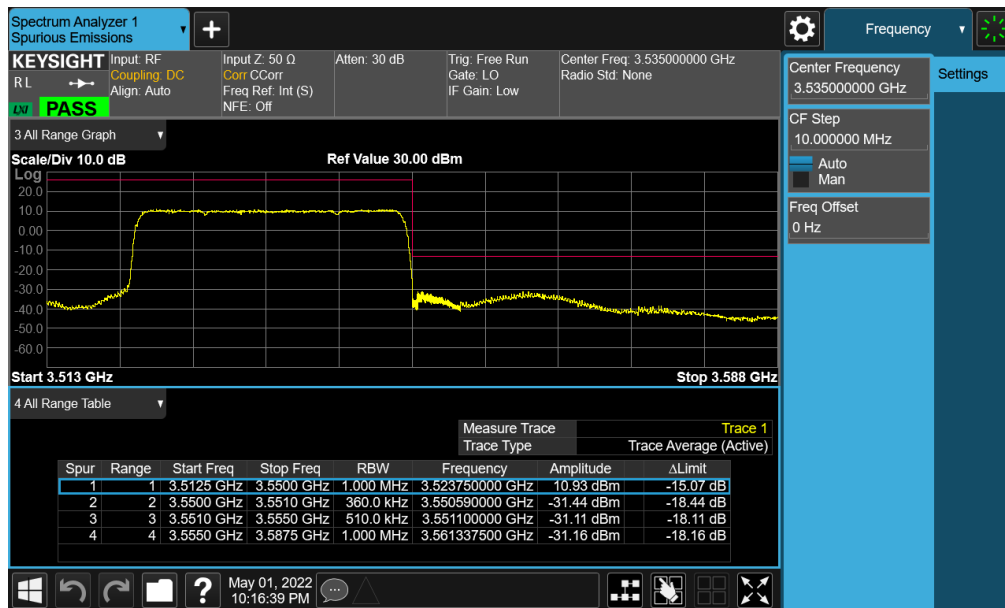 Spectrum Analyzer 1
Spurious Emissions
Frequency
KEYSIGHT
R L
LXI PASS
Input: RF
Coupling: DC
Align: Auto
Input Z: 50 Ω
Corr CCorr
Freq Ref: Int (S)
NFE: Off
Atten: 30 dB
Trig: Free Run
Gate: LO
IF Gain: Low
Center Freq: 3.535000000 GHz
Radio Std: None
Center Frequency
3.535000000 GHz
Settings
CF Step
10.000000 MHz
Auto
Man
Freq Offset
0 Hz
3 All Range Graph
Scale/Div 10.0 dB
Ref Value 30.00 dBm
Log
20.0
10.0
0.00
-10.0
-20.0
-30.0
-40.0
-50.0
-60.0
Start 3.513 GHz
Stop 3.588 GHz
4 All Range Table
Measure Trace Trace 1
Trace Type Trace Average (Active)
Spur Range Start Freq Stop Freq RBW Frequency Amplitude ΔLimit
1 1 3.5125 GHz 3.5500 GHz 1.000 MHz 3.523750000 GHz 10.93 dBm -15.07 dB
2 2 3.5500 GHz 3.5510 GHz 360.0 kHz 3.550590000 GHz -31.44 dBm -18.44 dB
3 3 3.5510 GHz 3.5550 GHz 510.0 kHz 3.551100000 GHz -31.11 dBm -18.11 dB
4 4 3.5550 GHz 3.5875 GHz 1.000 MHz 3.561337500 GHz -31.16 dBm -18.16 dB
May 01, 2022
10:16:39 PM